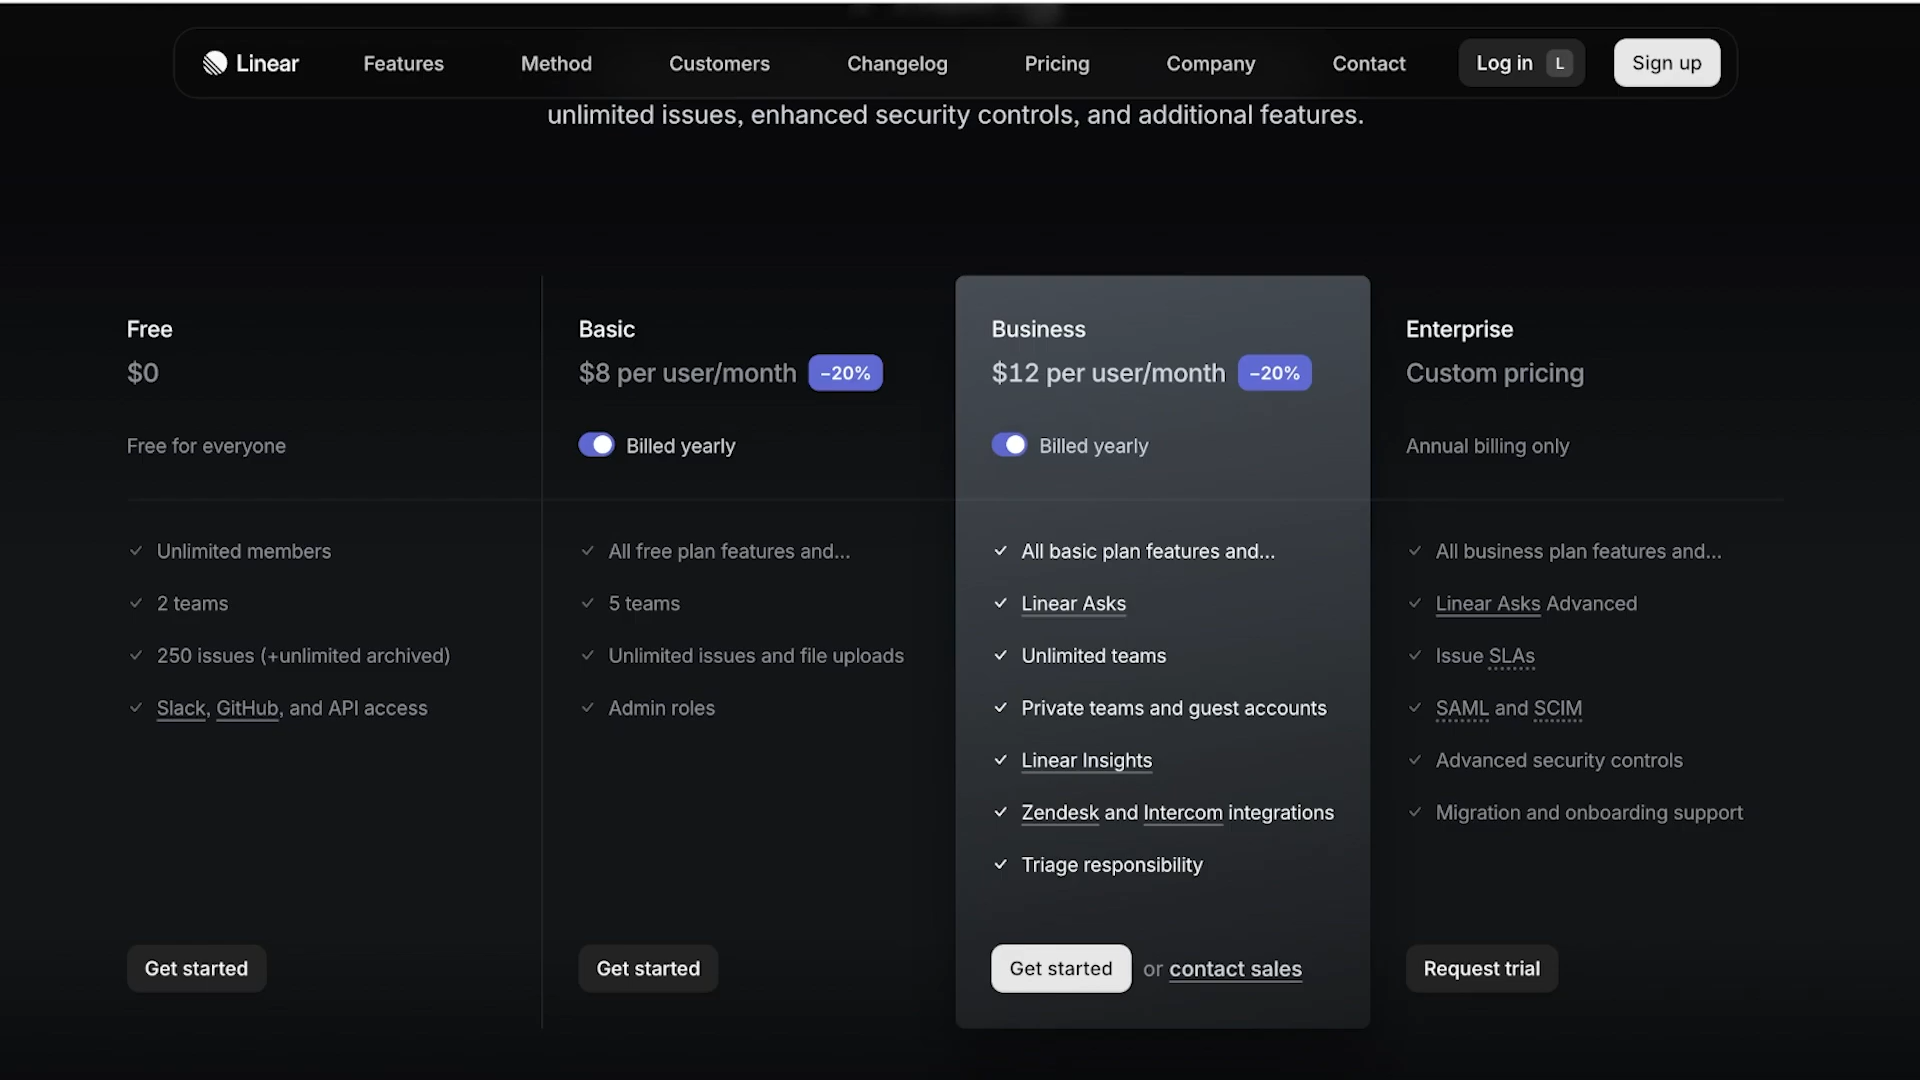 Linear
Features
Method
Customers
Changelog
Pricing
Company
Contact
Log in L
Sign up
unlimited issues, enhanced security controls, and additional features.
Free
$0
Free for everyone
Unlimited members
2 teams
250 issues (+unlimited archived)
Slack, GitHub, and API access
Get started
Basic
$8 per user/month −20%
Billed yearly
All free plan features and...
5 teams
Unlimited issues and file uploads
Admin roles
Get started
Business
$12 per user/month −20%
Billed yearly
All basic plan features and...
Linear Asks
Unlimited teams
Private teams and guest accounts
Linear Insights
Zendesk and Intercom integrations
Triage responsibility
Get started or contact sales
Enterprise
Custom pricing
Annual billing only
All business plan features and...
Linear Asks Advanced
Issue SLAs
SAML and SCIM
Advanced security controls
Migration and onboarding support
Request trial